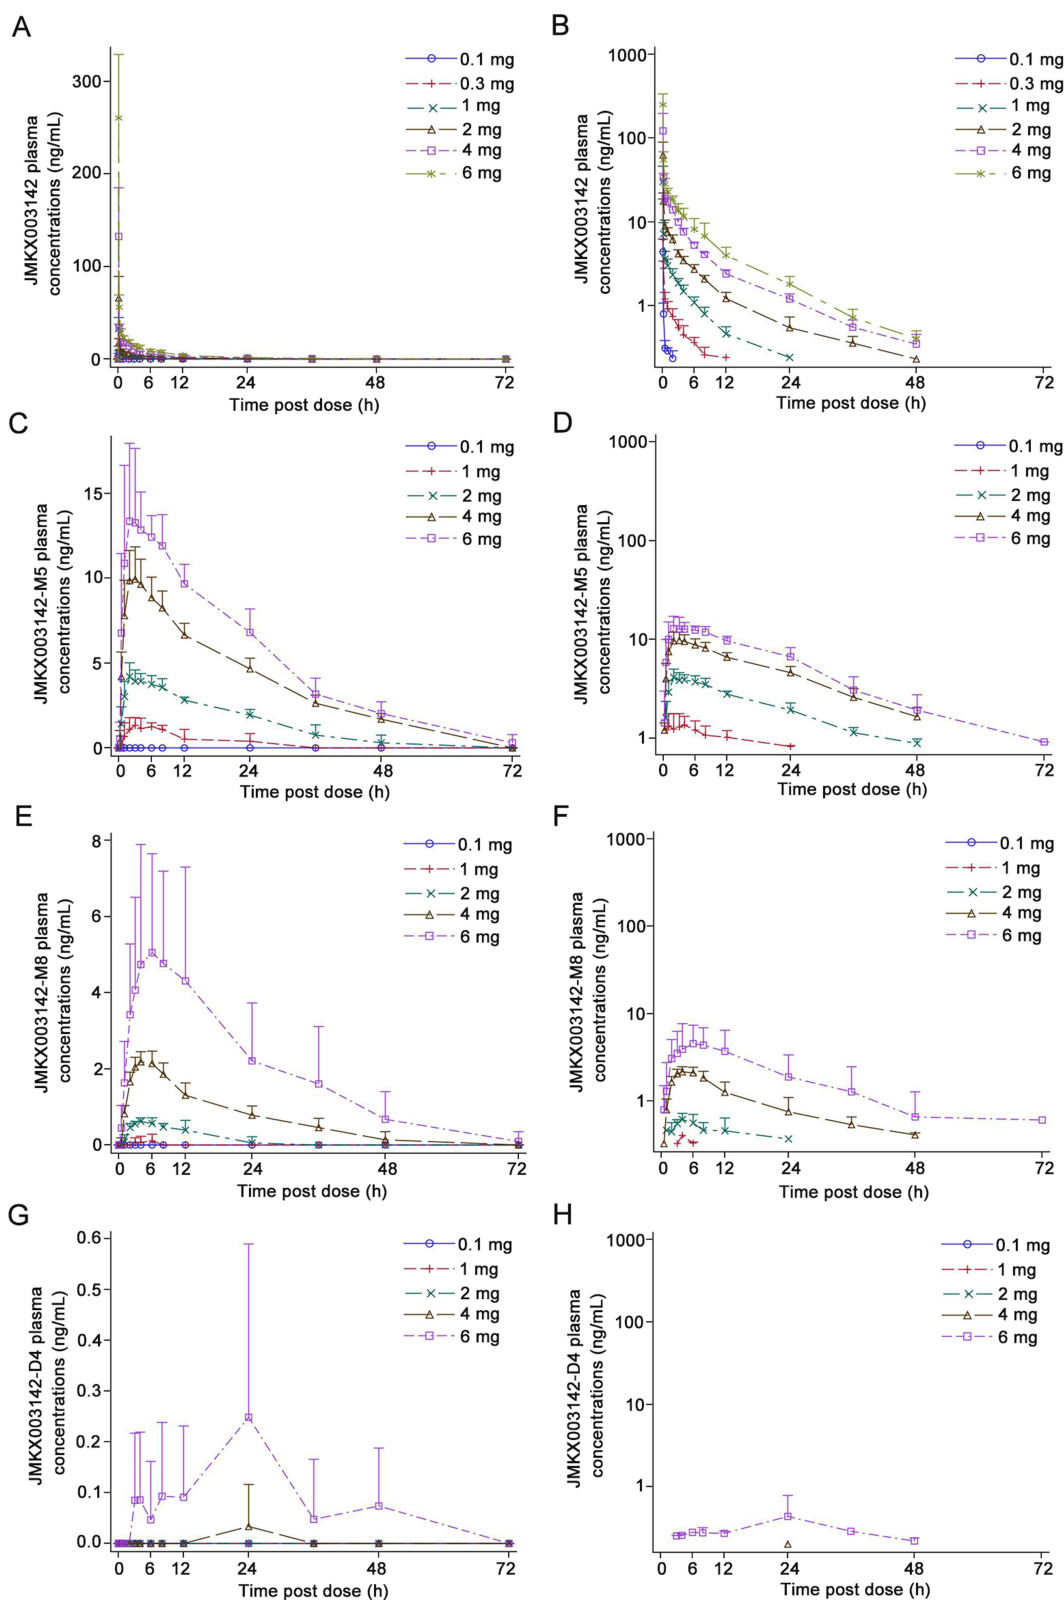 A
JMKX003142 plasma
concentrations (ng/mL)
300
200
100
0
0 6 12 24 48 72
Time post dose (h)
0.1 mg
0.3 mg
1 mg
2 mg
4 mg
6 mg
B
JMKX003142 plasma
concentrations (ng/mL)
1000
100
10
1
0 6 12 24 48 72
Time post dose (h)
0.1 mg
0.3 mg
1 mg
2 mg
4 mg
6 mg
C
JMKX003142-M5 plasma
concentrations (ng/mL)
15
10
5
0
0 6 12 24 48 72
Time post dose (h)
0.1 mg
1 mg
2 mg
4 mg
6 mg
D
JMKX003142-M5 plasma
concentrations (ng/mL)
1000
100
10
1
0 6 12 24 48 72
Time post dose (h)
0.1 mg
1 mg
2 mg
4 mg
6 mg
E
JMKX003142-M8 plasma
concentrations (ng/mL)
8
6
4
2
0
0 6 12 24 48 72
Time post dose (h)
0.1 mg
1 mg
2 mg
4 mg
6 mg
F
JMKX003142-M8 plasma
concentrations (ng/mL)
1000
100
10
1
0 6 12 24 48 72
Time post dose (h)
0.1 mg
1 mg
2 mg
4 mg
6 mg
G
JMKX003142-D4 plasma
concentrations (ng/mL)
0.6
0.5
0.4
0.3
0.2
0.1
0.0
0 6 12 24 48 72
Time post dose (h)
0.1 mg
1 mg
2 mg
4 mg
6 mg
H
JMKX003142-D4 plasma
concentrations (ng/mL)
1000
100
10
1
0 6 12 24 48 72
Time post dose (h)
0.1 mg
1 mg
2 mg
4 mg
6 mg